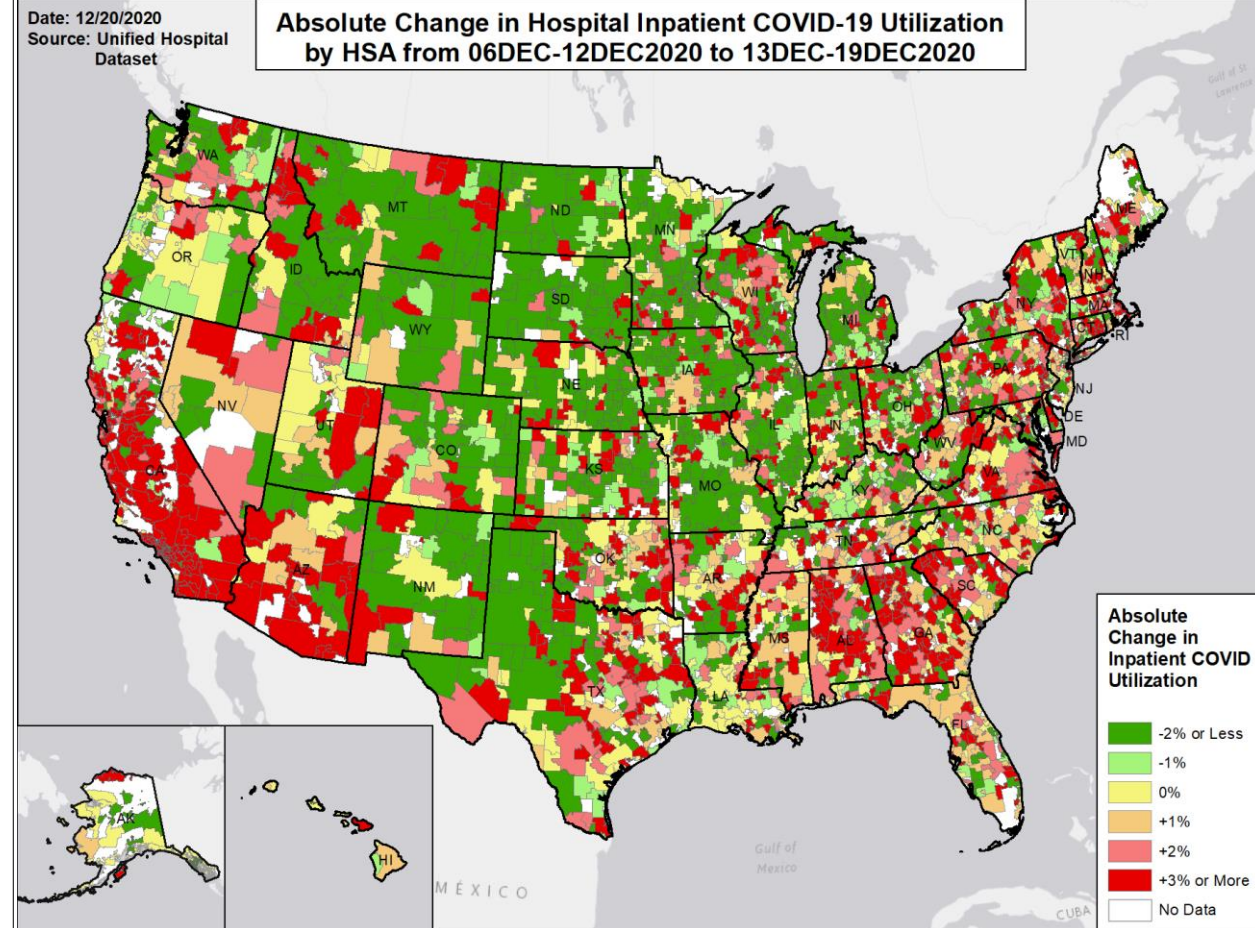 Date: 12/20/2020
Source: Unified Hospital
Dataset
Absolute Change in Hospital Inpatient COVID-19 Utilization
by HSA from 06DEC-12DEC2020 to 13DEC-19DEC2020
Gulf of St
Lawrence
WA
MT
ND
MN
ME
OR
ID
SD
WI
VT
NH
NY
MA
WY
MI
CT
RI
IA
PA
NE
NJ
NV
OH
UT
IL
IN
DE
CO
WV
MD
CA
KS
VA
MO
KY
NC
TN
OK
AZ
NM
AR
SC
MS
AL
GA
TX
LA
FL
AK
HI
Gulf of
Mexico
MÉXICO
CUBA
Absolute
Change in
Inpatient COVID
Utilization
-2% or Less
-1%
0%
+1%
+2%
+3% or More
No Data